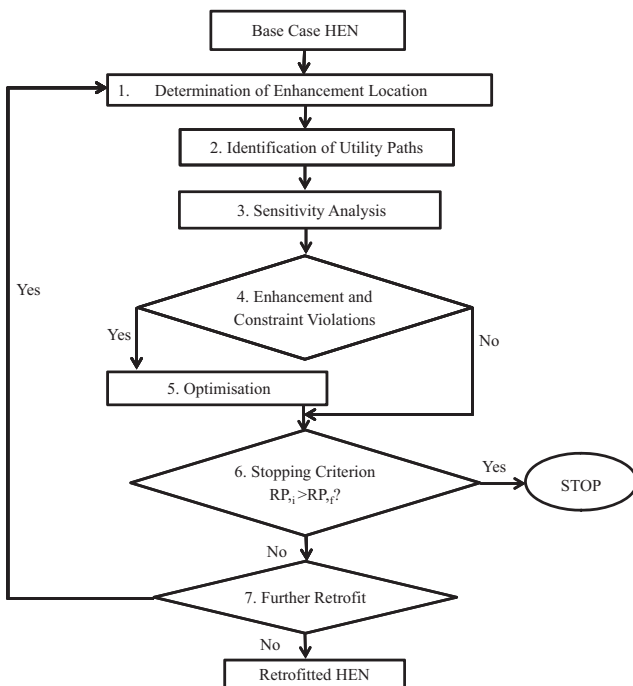 Base Case HEN
1. Determination of Enhancement Location
2. Identification of Utility Paths
3. Sensitivity Analysis
Yes
4. Enhancement and
Constraint Violations
Yes
No
5. Optimisation
6. Stopping Criterion
RP,i>RP,f?
Yes
STOP
No
7. Further Retrofit
No
Retrofitted HEN